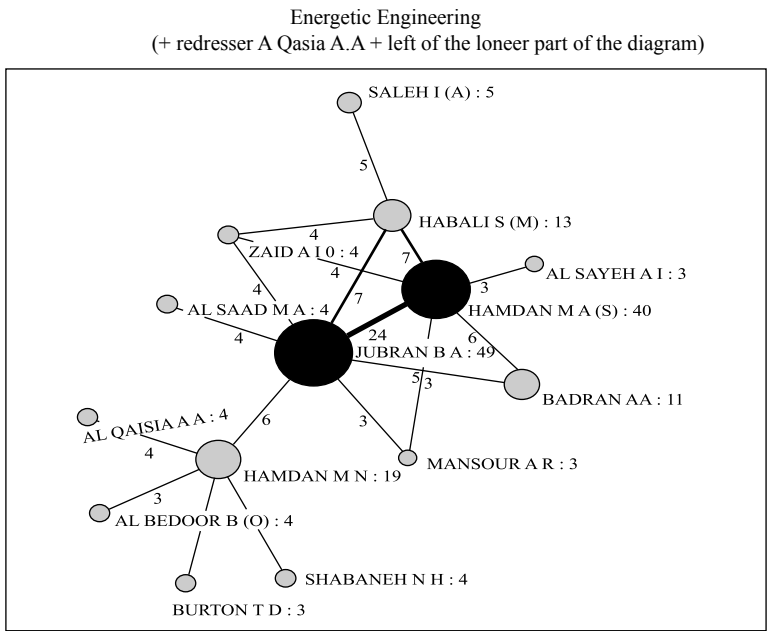 Energetic Engineering
(+ redresser A Qasia A.A + left of the loneer part of the diagram)
SALEH I (A) : 5
5
HABALI S (M) : 13
4
ZAID A I 0 : 4
7
4
AL SAYEH A I : 3
3
4
7
AL SAAD M A : 4
HAMDAN M A (S) : 40
4
24
6
JUBRAN B A : 49
5
3
BADRAN AA : 11
AL QAISIA A A : 4
6
3
4
MANSOUR A R : 3
HAMDAN M N : 19
3
AL BEDOOR B (O) : 4
SHABANEH N H : 4
BURTON T D : 3